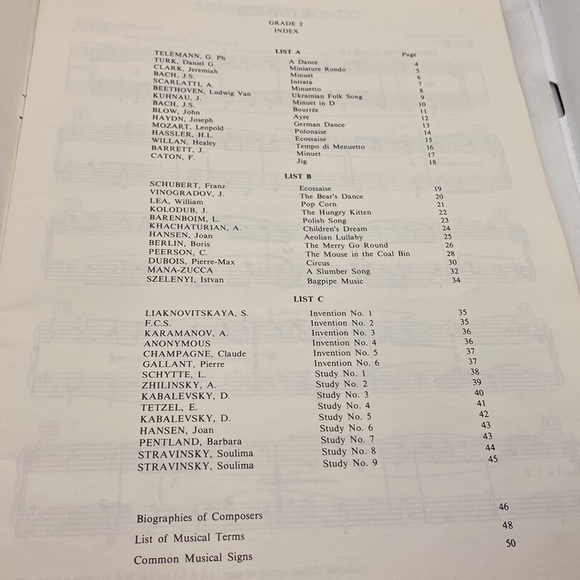 GRADE 2
INDEX
LIST A Page
TELEMANN, G. Ph A Dance 4
TURK, Daniel G. Miniature Rondo 5
CLARK, Jeremiah Minuet 6
BACH, J.S. Intrata 7
SCARLATTI, A. Minuetto 8
BEETHOVEN, Ludwig Van Ukrainian Folk Song 9
KUHNAU, J. Minuet in D 10
BACH, J.S. Bourrée 11
BLOW, John Ayre 12
HAYDN, Joseph German Dance 13
MOZART, Leopold Polonaise 14
HASSLER, H.L. Ecossaise 15
WILLAN, Healey Tempo di Menuetto 16
BARRETT, J. Minuet 17
CATON, F. Jig 18
LIST B
SCHUBERT, Franz Ecossaise 19
VINOGRADOV, J. The Bear's Dance 20
LEA, William Pop Corn 21
KOLODUB, J. The Hungry Kitten 22
BARENBOIM, L. Polish Song 23
KHACHATURIAN, A. Children's Dream 24
HANSEN, Joan Aeolian Lullaby 25
BERLIN, Boris The Merry Go Round 26
PEERSON, C. The Mouse in the Coal Bin 28
DUBOIS, Pierre-Max Circus 30
MANA-ZUCCA A Slumber Song 32
SZELENYI, Istvan Bagpipe Music 34
LIST C
LIAKNOVITSKAYA, S. Invention No. 1 35
F.C.S. Invention No. 2 35
KARAMANOV, A. Invention No. 3 36
ANONYMOUS Invention No. 4 36
CHAMPAGNE, Claude Invention No. 5 37
GALLANT, Pierre Invention No. 6 37
SCHYTTE, L. Study No. 1 38
ZHILINSKY, A. Study No. 2 39
KABALEVSKY, D. Study No. 3 40
TETZEL, E. Study No. 4 41
KABALEVSKY, D. Study No. 5 42
HANSEN, Joan Study No. 6 43
PENTLAND, Barbara Study No. 7 43
STRAVINSKY, Soulima Study No. 8 44
STRAVINSKY, Soulima Study No. 9 45
Biographies of Composers 46
List of Musical Terms 48
Common Musical Signs 50